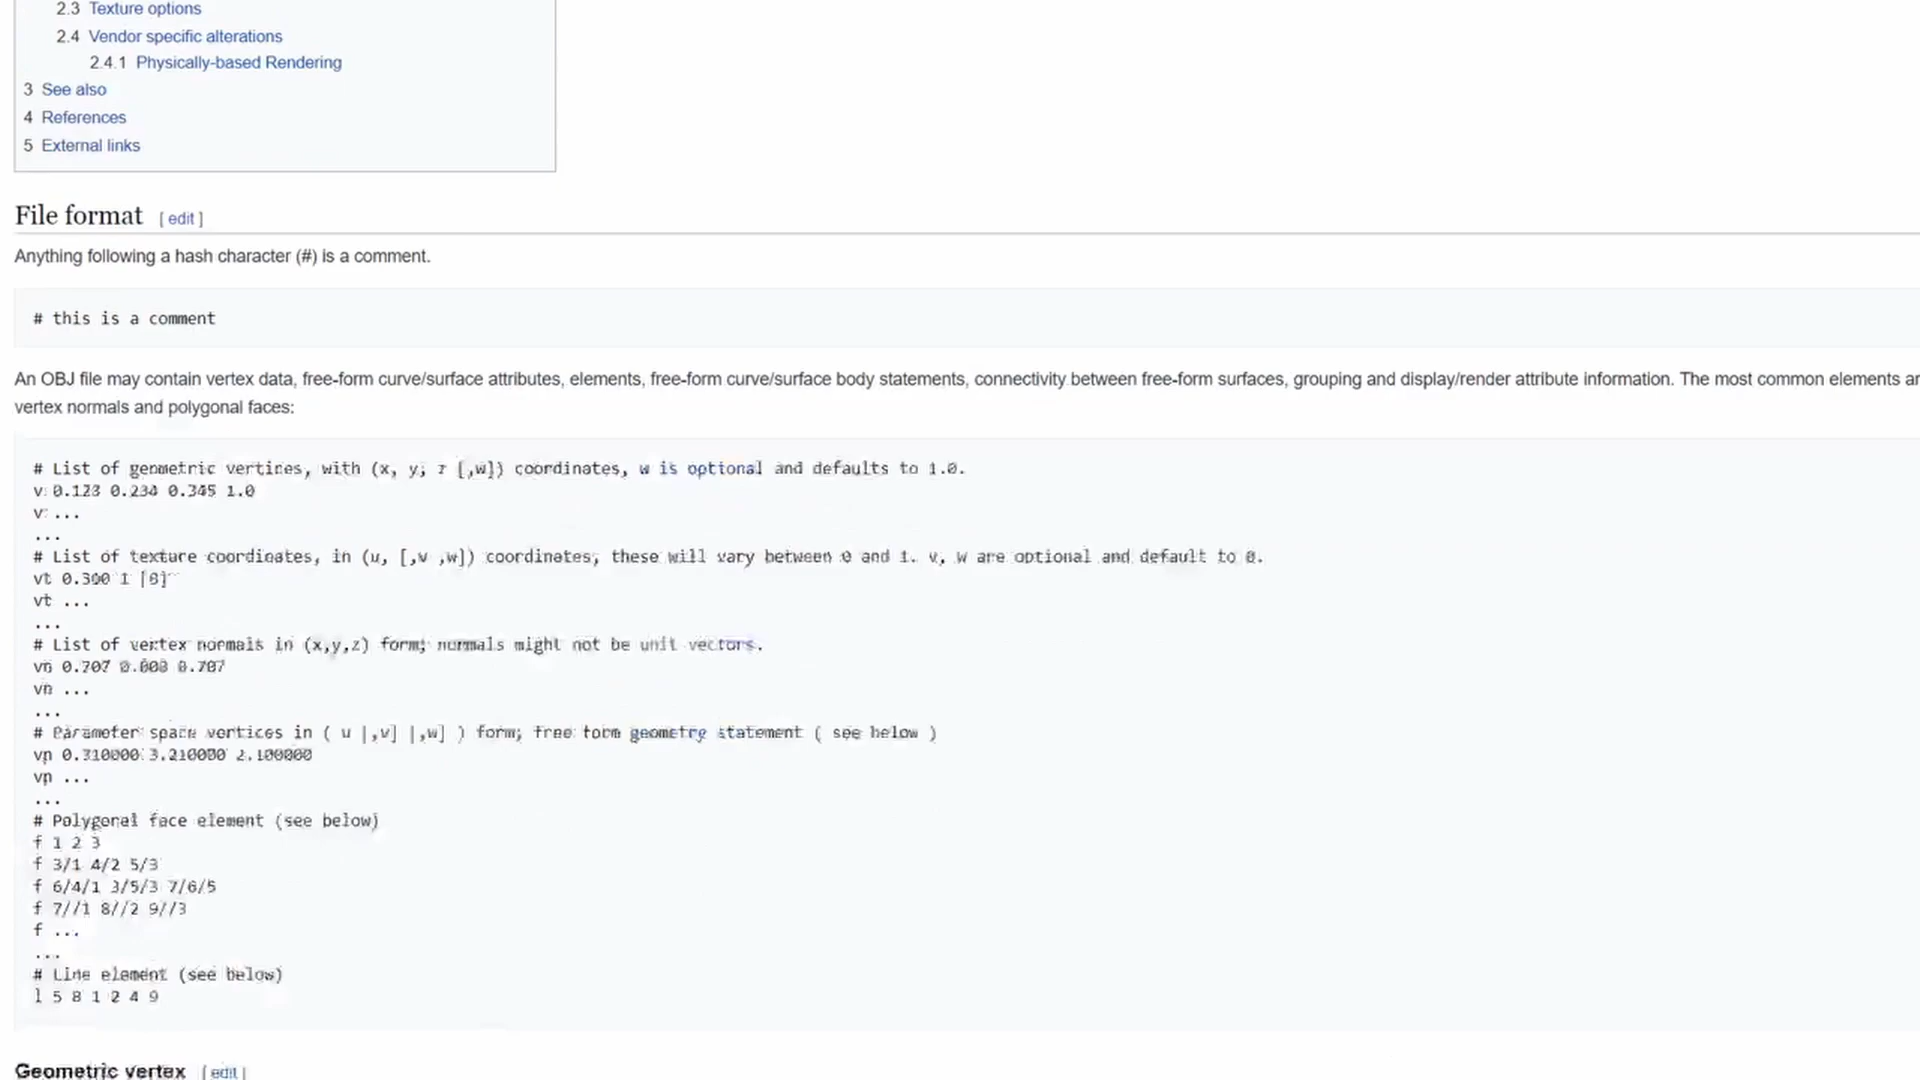 2.3 Texture options
2.4 Vendor specific alterations
2.4.1 Physically-based Rendering
3 See also
4 References
5 External links
File format [ edit ]
Anything following a hash character (#) is a comment.
# this is a comment
An OBJ file may contain vertex data, free-form curve/surface attributes, elements, free-form curve/surface body statements, connectivity between free-form surfaces, grouping and display/render attribute information. The most common elements ar
vertex normals and polygonal faces:
# List of geometric vertices, with (x, y, z [,w]) coordinates, w is optional and defaults to 1.0.
v 0.123 0.234 0.345 1.0
v ...
...
# List of texture coordinates, in (u, [,v ,w]) coordinates, these will vary between 0 and 1. v, w are optional and default to 0.
vt 0.500 1 [0]
vt ...
...
# List of vertex normals in (x,y,z) form; normals might not be unit vectors.
vn 0.707 0.000 0.707
vn ...
...
# Parameter space vertices in ( u [,v] [,w] ) form; free form geometry statement ( see below )
vp 0.310000 3.210000 2.100000
vp ...
...
# Polygonal face element (see below)
f 1 2 3
f 3/1 4/2 5/3
f 6/4/1 3/5/3 7/6/5
f 7//1 8//2 9//3
f ...
...
# Line element (see below)
l 5 8 1 2 4 9
Geometric vertex [ edit ]